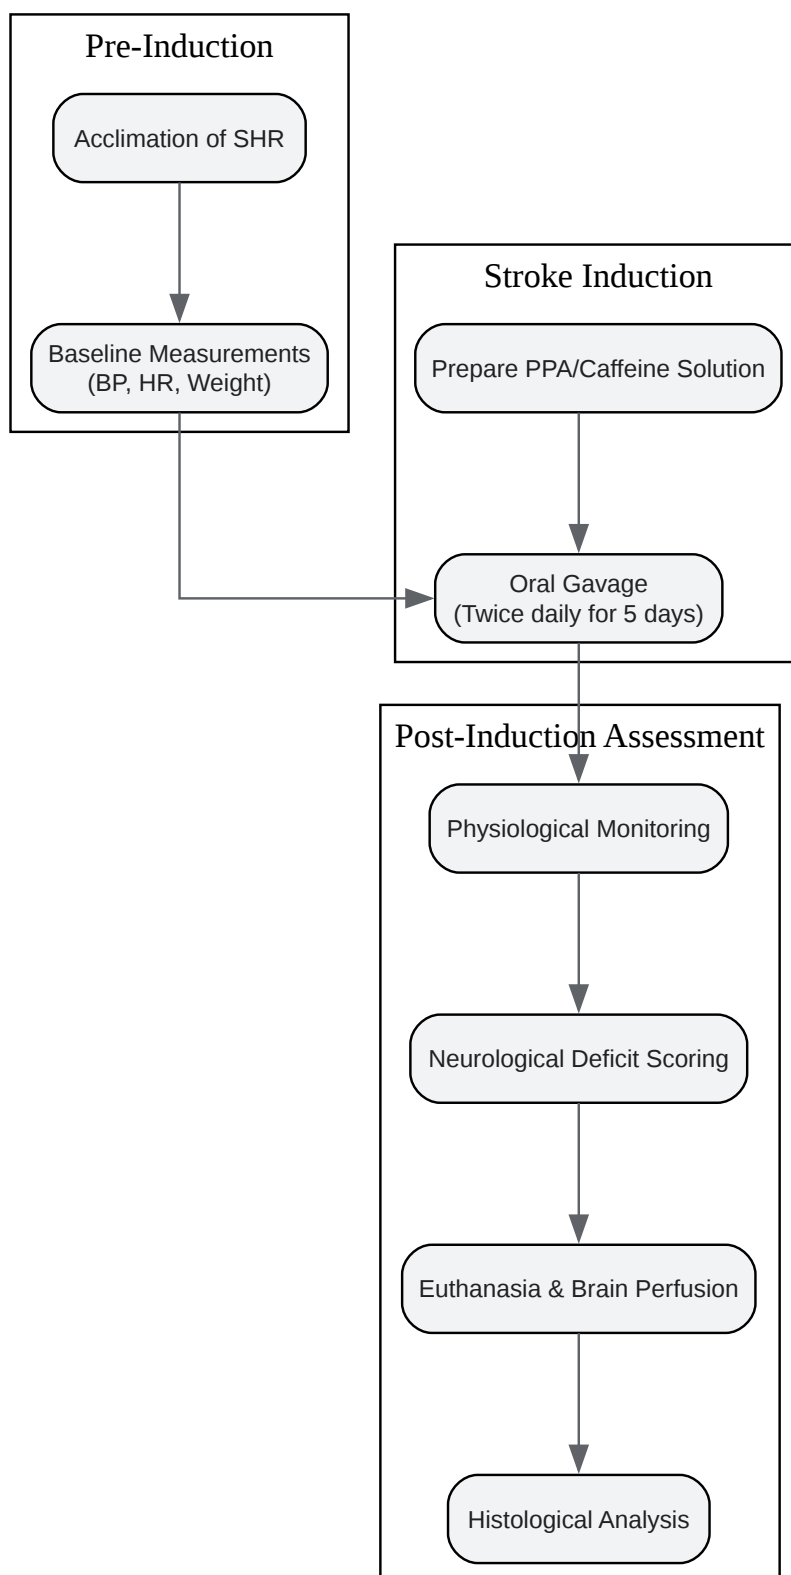 Pre-Induction
Acclimation of SHR
Baseline Measurements
(BP, HR, Weight)
Stroke Induction
Prepare PPA/Caffeine Solution
Oral Gavage
(Twice daily for 5 days)
Post-Induction Assessment
Physiological Monitoring
Neurological Deficit Scoring
Euthanasia & Brain Perfusion
Histological Analysis